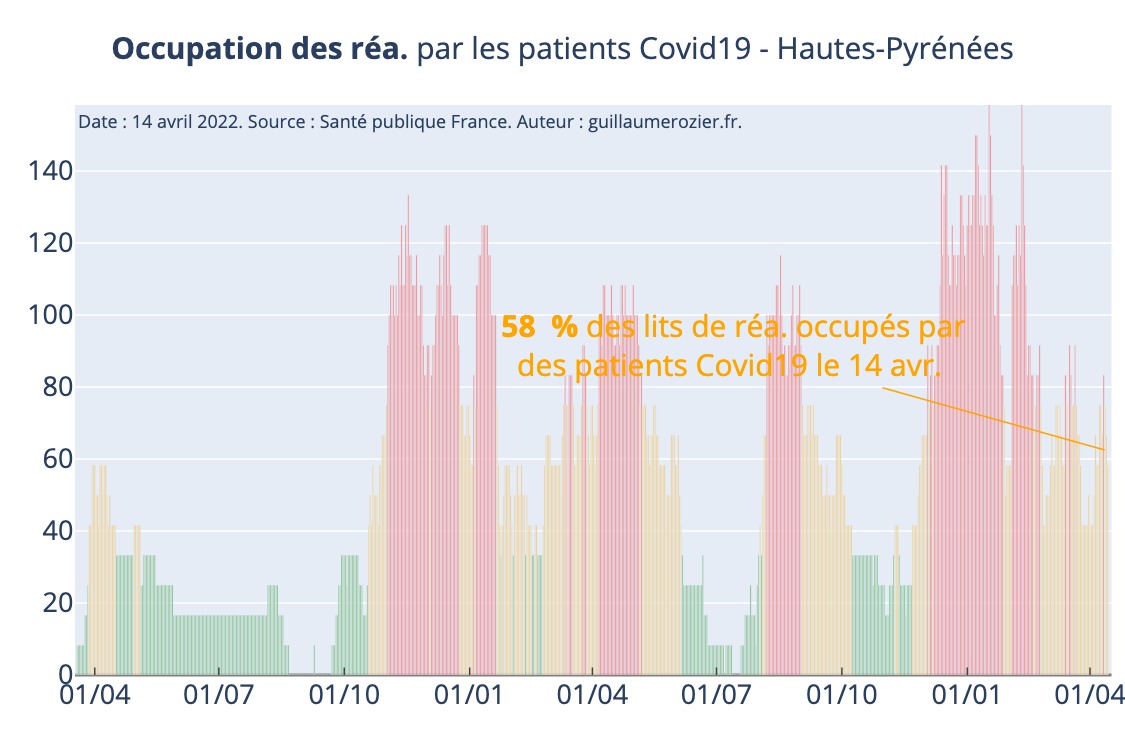 Occupation des réa. par les patients Covid19 - Hautes-Pyrénées
Date : 14 avril 2022. Source : Santé publique France. Auteur : guillaumerozier.fr.
140
120
100
80
60
40
20
0
58 % des lits de réa. occupés par
des patients Covid19 le 14 avr.
01/04 01/07 01/10 01/01 01/04 01/07 01/10 01/01 01/04